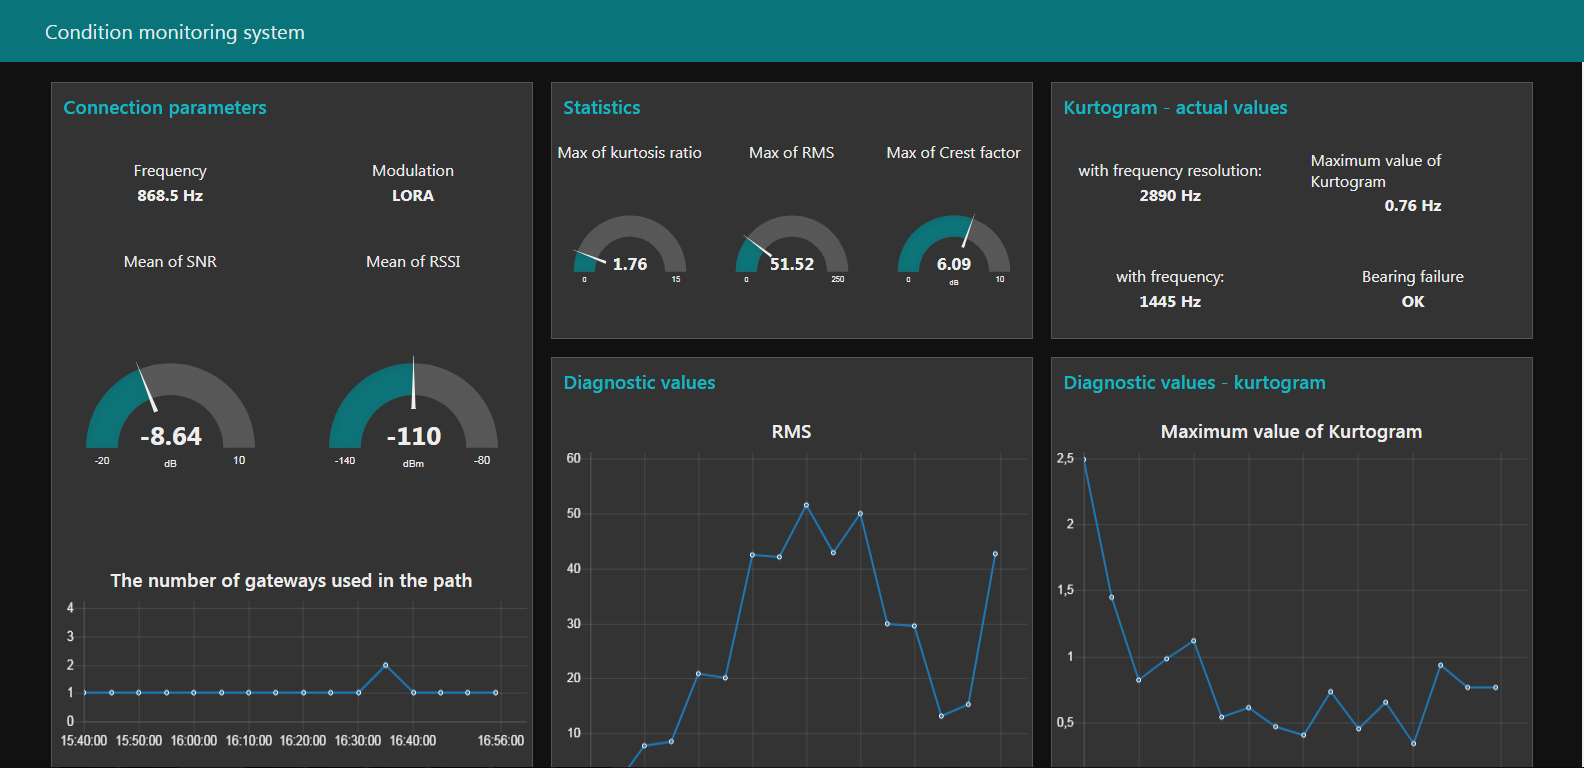 Condition monitoring system
Connection parameters
Frequency
868.5 Hz
Modulation
LORA
Mean of SNR
Mean of RSSI
-8.64
-20
dB
10
-110
-140
dBm
-80
The number of gateways used in the path
4
3
2
1
0
15:40:00 15:50:00 16:00:00 16:10:00 16:20:00 16:30:00 16:40:00 16:56:00
Statistics
Max of kurtosis ratio
Max of RMS
Max of Crest factor
1.76
0
15
51.52
0
250
6.09
0
dB
10
Kurtogram - actual values
with frequency resolution:
2890 Hz
Maximum value of
Kurtogram
0.76 Hz
with frequency:
1445 Hz
Bearing failure
OK
Diagnostic values
RMS
60
50
40
30
20
10
Diagnostic values - kurtogram
Maximum value of Kurtogram
2,5
2
1,5
1
0,5